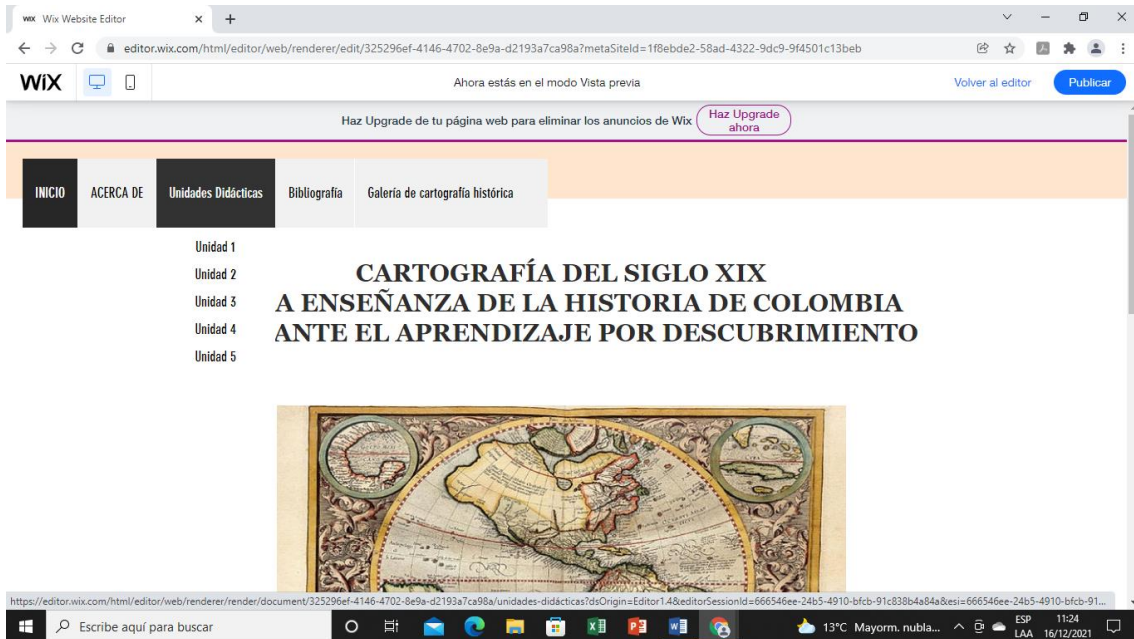 WIX Wix Website Editor
editor.wix.com/html/editor/web/renderer/edit/325296ef-4146-4702-8e9a-d2193a7ca98a?metaSiteId=1f8ebde2-58ad-4322-9dc9-9f4501c13beb
WiX Ahora estás en el modo Vista previa Volver al editor Publicar
Haz Upgrade de tu página web para eliminar los anuncios de Wix Haz Upgrade ahora
INICIO ACERCA DE Unidades Didácticas Bibliografía Galería de cartografía histórica
Unidad 1
Unidad 2
Unidad 3
Unidad 4
Unidad 5
CARTOGRAFÍA DEL SIGLO XIX
A ENSEÑANZA DE LA HISTORIA DE COLOMBIA
ANTE EL APRENDIZAJE POR DESCUBRIMIENTO
https://editor.wix.com/html/editor/web/renderer/render/document/325296ef-4146-4702-8e9a-d2193a7ca98a/unidades-didácticas?dsOrigin=Editor1.4&editorSessionId=666546ee-24b5-4910-bfcb-91c838b4a84a&esi=666546ee-24b5-4910-bfcb-91...
Escribe aquí para buscar 13°C Mayorm. nubla... ESP 11:24
LAA 16/12/2021